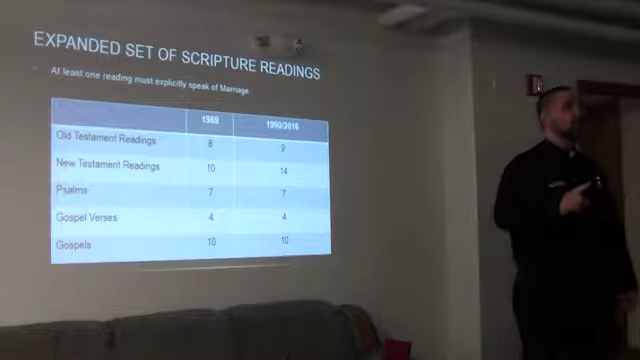 EXPANDED SET OF SCRIPTURE READINGS
At least one reading must explicitly speak of Marriage
1969 1990/2016
Old Testament Readings 8 9
New Testament Readings 10 14
Psalms 7 7
Gospel Verses 4 4
Gospels 10 10